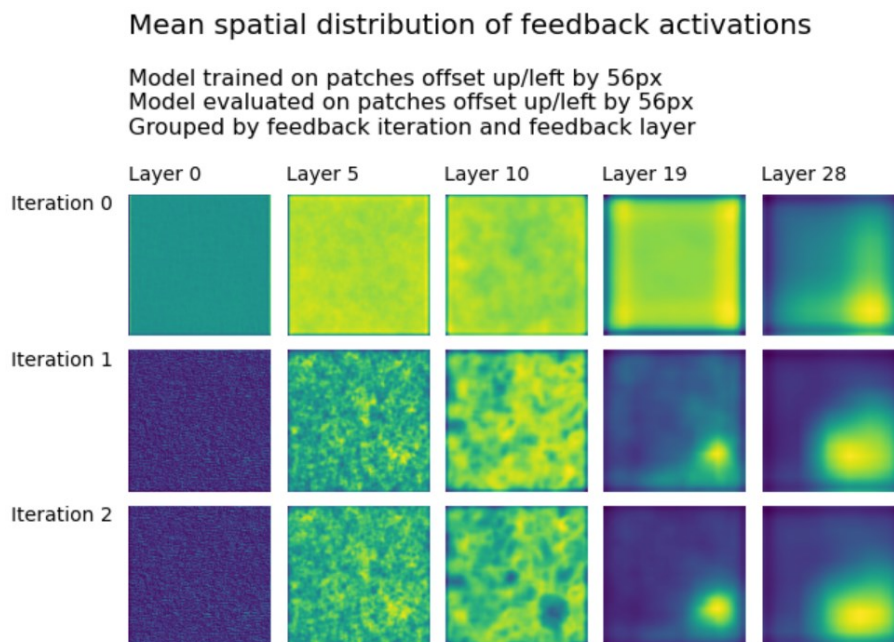 Mean spatial distribution of feedback activations
Model trained on patches offset up/left by 56px
Model evaluated on patches offset up/left by 56px
Grouped by feedback iteration and feedback layer
Layer 0 Layer 5 Layer 10 Layer 19 Layer 28
Iteration 0
Iteration 1
Iteration 2